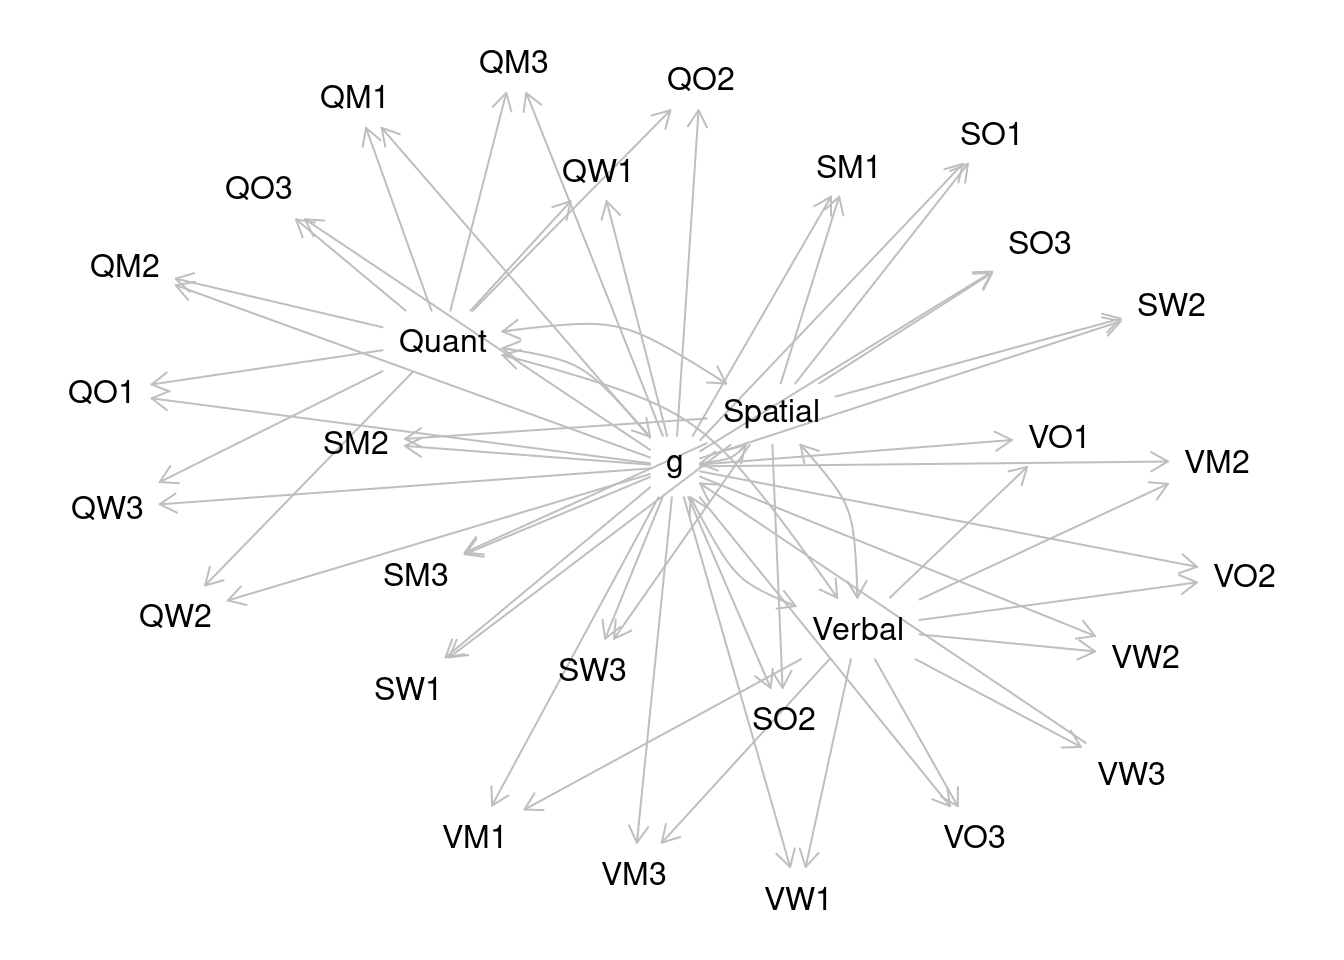 QM3
QO2
QM1
SO1
SM1
QW1
QO3
SO3
QM2
SW2
Quant
QO1
Spatial
VO1
SM2
g
VM2
QW3
SM3
VO2
QW2
Verbal
VW2
SW3
SW1
SO2
VW3
VM1
VO3
VM3
VW1